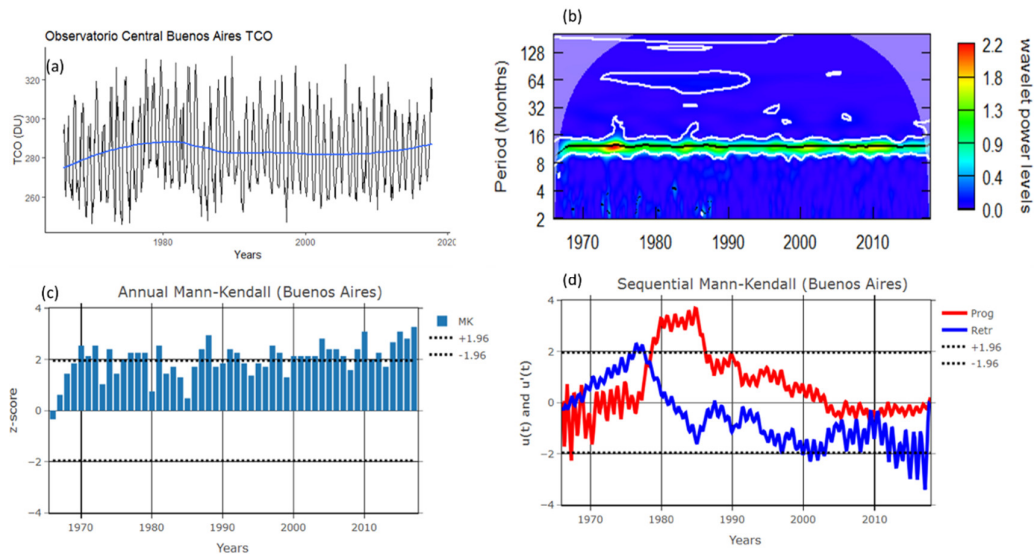 Observatorio Central Buenos Aires TCO
(a)
TCO (DU)
320
300
280
260
1980
2000
2020
Years
(b)
Period (Months)
128
64
32
16
8
4
2
1970
1980
1990
2000
2010
2.2
1.8
1.3
0.9
0.4
0.0
wavelet power levels
(c)
Annual Mann-Kendall (Buenos Aires)
z-score
4
2
0
−2
−4
1970
1980
1990
2000
2010
Years
MK
+1.96
-1.96
(d)
Sequential Mann-Kendall (Buenos Aires)
u(t) and u'(t)
4
2
0
−2
−4
1970
1980
1990
2000
2010
Years
Prog
Retr
+1.96
-1.96